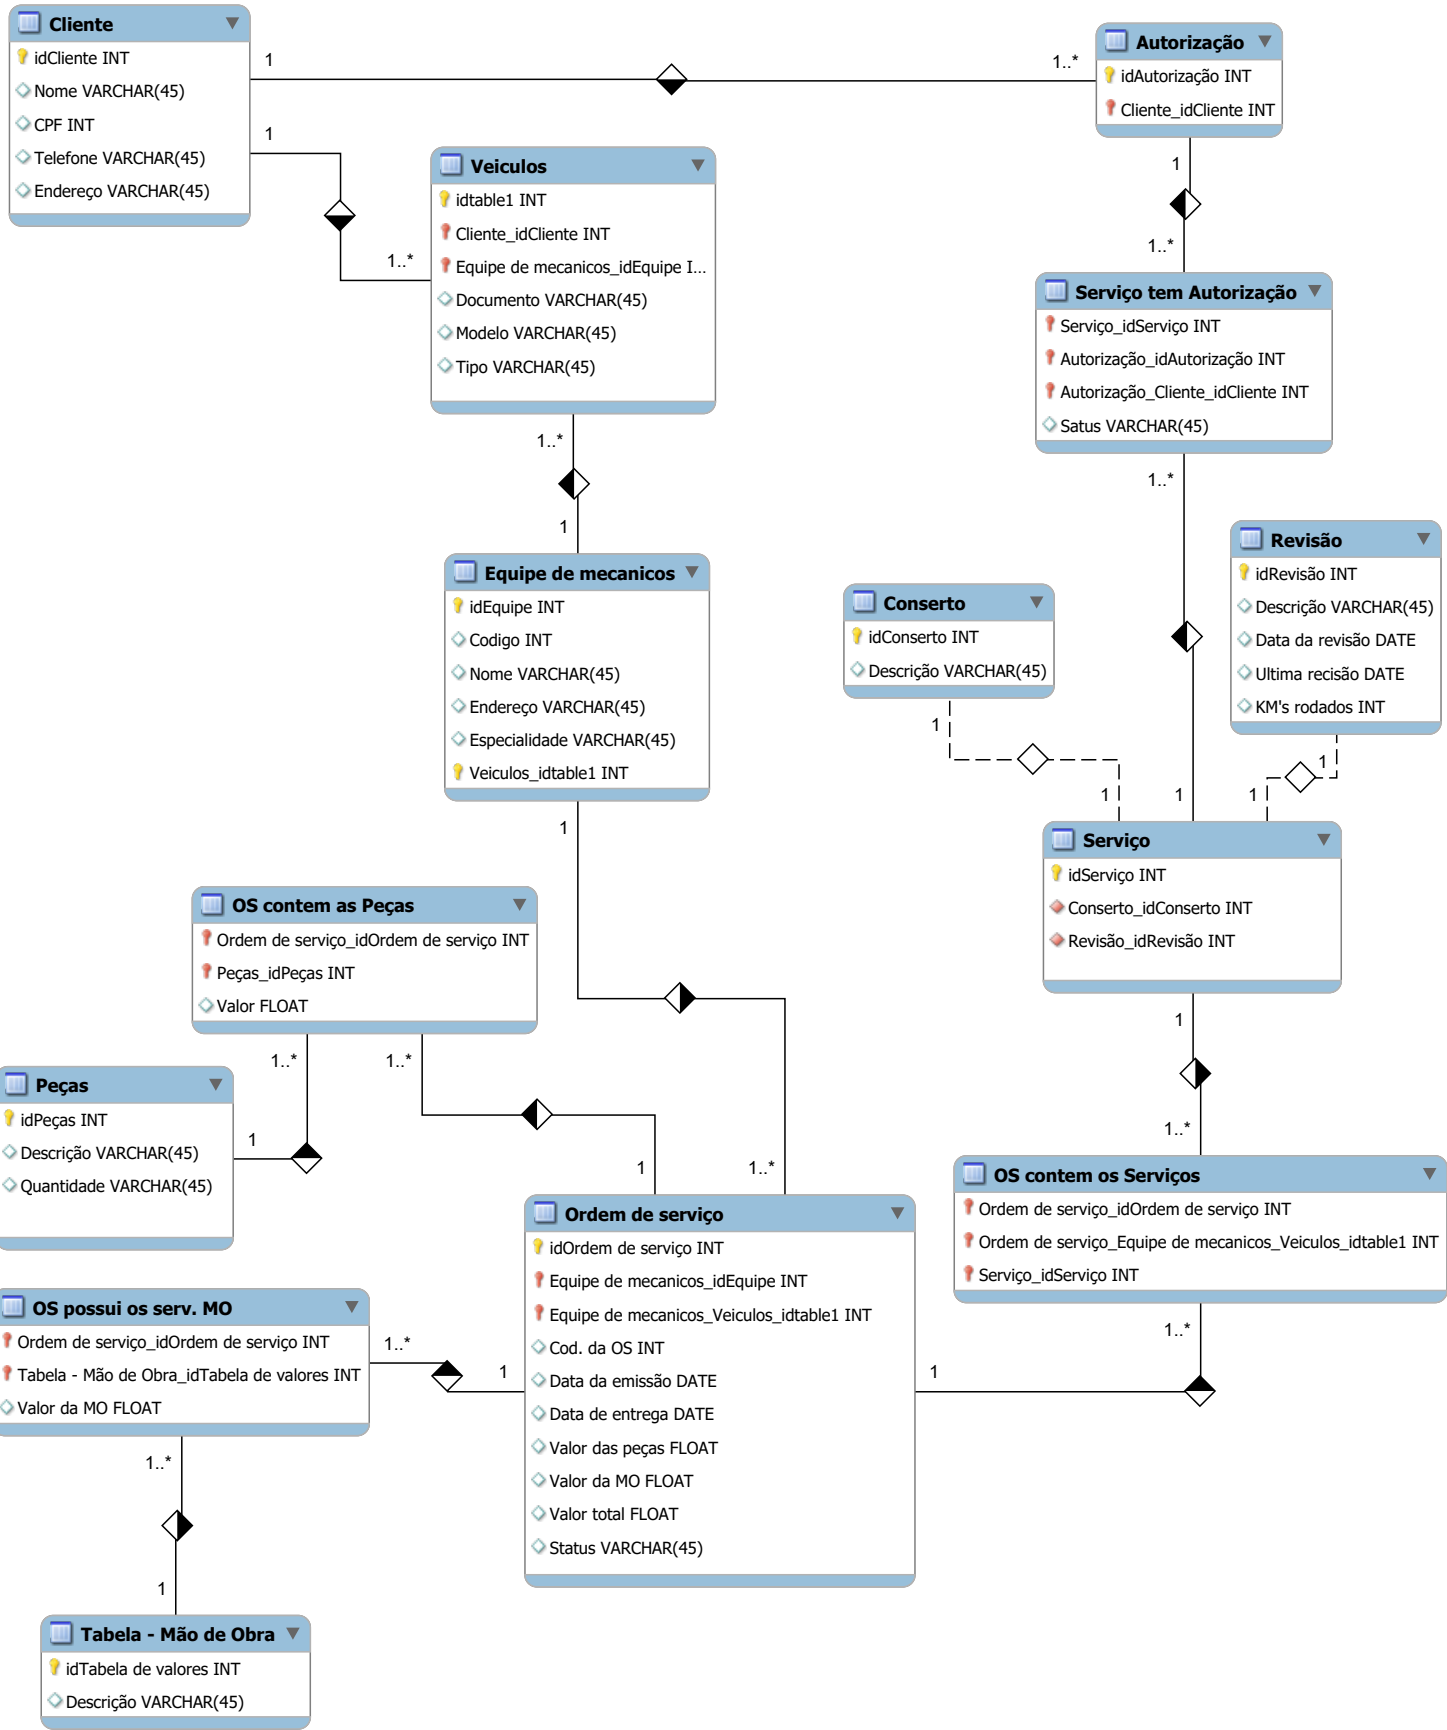 Cliente
idCliente INT
Nome VARCHAR(45)
CPF INT
Telefone VARCHAR(45)
Endereço VARCHAR(45)
1
1..*
1
1..*
Autorização
idAutorização INT
Cliente_idCliente INT
1
1..*
Veiculos
idtable1 INT
Cliente_idCliente INT
Equipe de mecanicos_idEquipe I...
Documento VARCHAR(45)
Modelo VARCHAR(45)
Tipo VARCHAR(45)
1..*
1
Serviço tem Autorização
Serviço_idServiço INT
Autorização_idAutorização INT
Autorização_Cliente_idCliente INT
Satus VARCHAR(45)
1..*
1
Equipe de mecanicos
idEquipe INT
Codigo INT
Nome VARCHAR(45)
Endereço VARCHAR(45)
Especialidade VARCHAR(45)
Veiculos_idtable1 INT
1
1..*
Conserto
idConserto INT
Descrição VARCHAR(45)
1
1
Revisão
idRevisão INT
Descrição VARCHAR(45)
Data da revisão DATE
Ultima recisão DATE
KM's rodados INT
1
1
Serviço
idServiço INT
Conserto_idConserto INT
Revisão_idRevisão INT
1
1..*
OS contem as Peças
Ordem de serviço_idOrdem de serviço INT
Peças_idPeças INT
Valor FLOAT
1..*
1..*
1
1
Peças
idPeças INT
Descrição VARCHAR(45)
Quantidade VARCHAR(45)
OS contem os Serviços
Ordem de serviço_idOrdem de serviço INT
Ordem de serviço_Equipe de mecanicos_Veiculos_idtable1 INT
Serviço_idServiço INT
1..*
1
Ordem de serviço
idOrdem de serviço INT
Equipe de mecanicos_idEquipe INT
Equipe de mecanicos_Veiculos_idtable1 INT
Cod. da OS INT
Data da emissão DATE
Data de entrega DATE
Valor das peças FLOAT
Valor da MO FLOAT
Valor total FLOAT
Status VARCHAR(45)
OS possui os serv. MO
Ordem de serviço_idOrdem de serviço INT
Tabela - Mão de Obra_idTabela de valores INT
Valor da MO FLOAT
1..*
1
1..*
1
Tabela - Mão de Obra
idTabela de valores INT
Descrição VARCHAR(45)